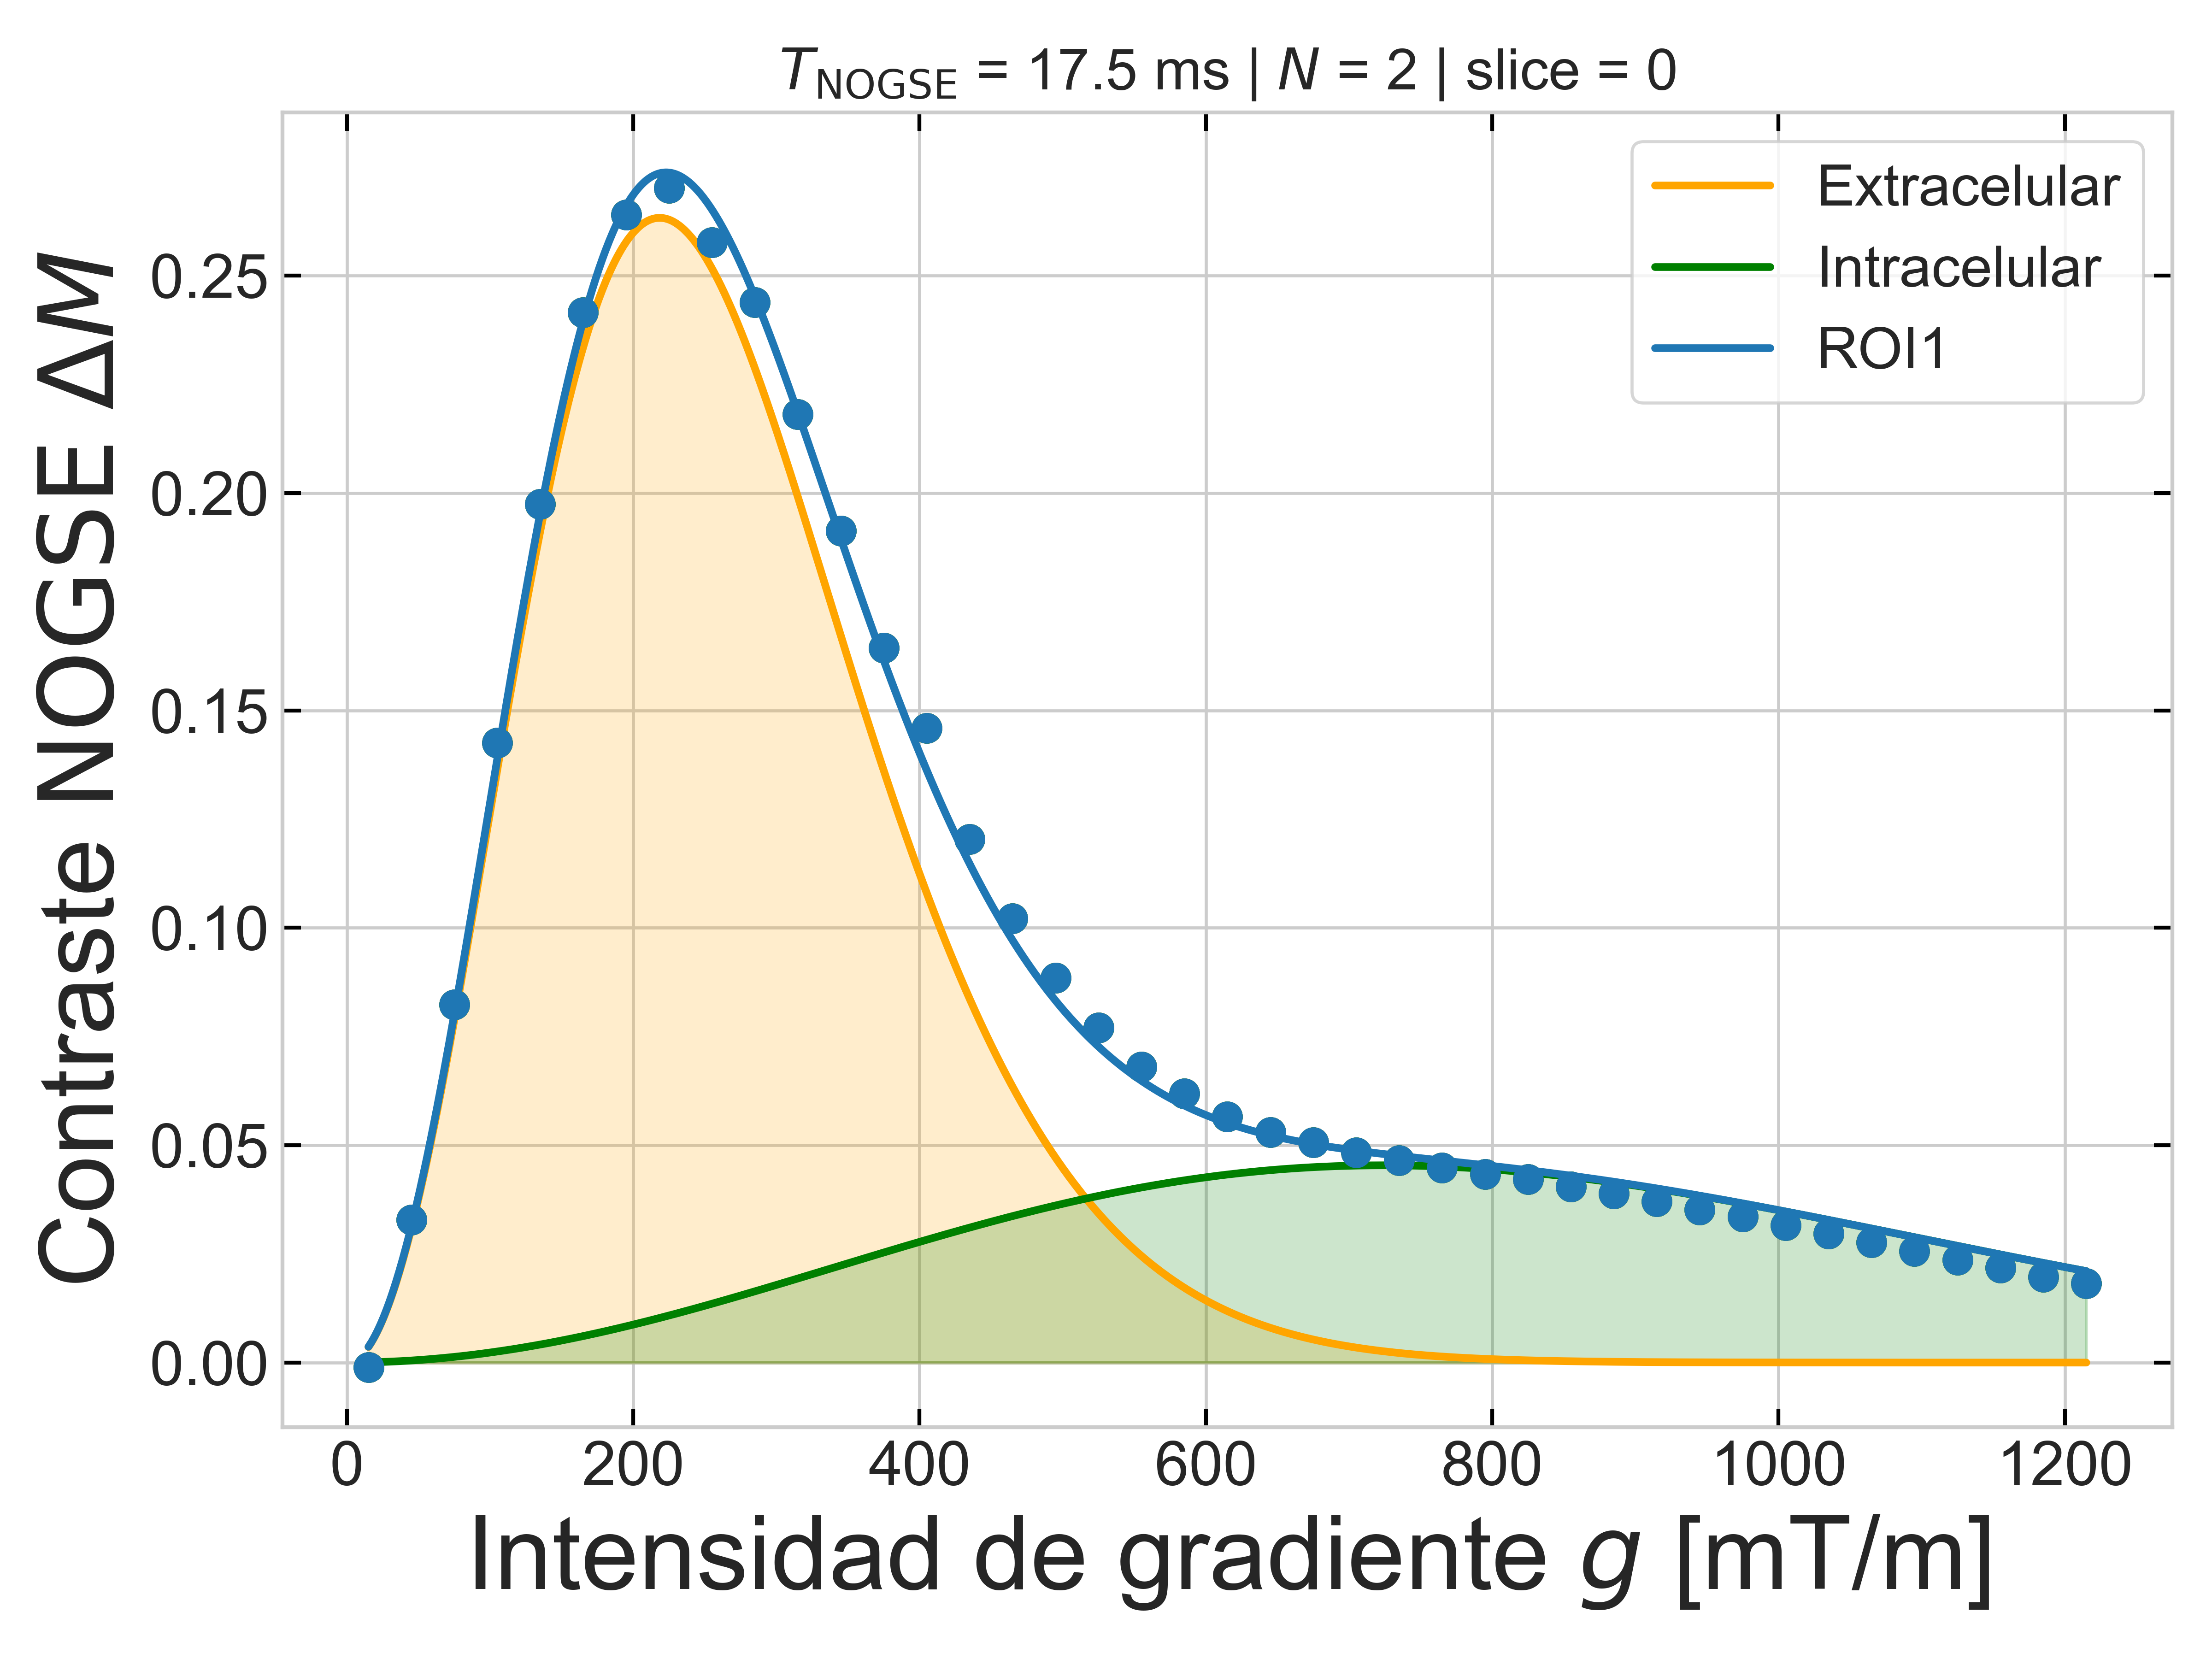 T_NOGSE = 17.5 ms | N = 2 | slice = 0
Extracelular
Intracelular
ROI1
Contraste NOGSE ΔM
0.25
0.20
0.15
0.10
0.05
0.00
0 200 400 600 800 1000 1200
Intensidad de gradiente g [mT/m]